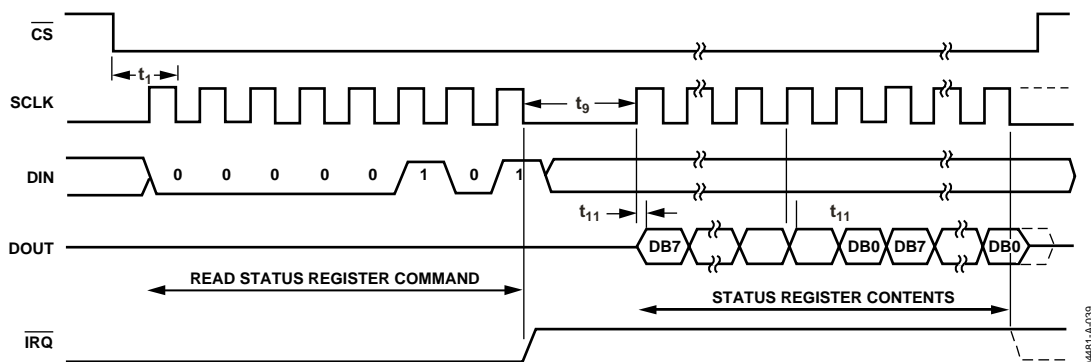 CS
t1
SCLK
t9
DIN
0 0 0 0 0 1 0 1
t11
t11
DOUT
DB7
DB0
DB7
DB0
READ STATUS REGISTER COMMAND
STATUS REGISTER CONTENTS
IRQ